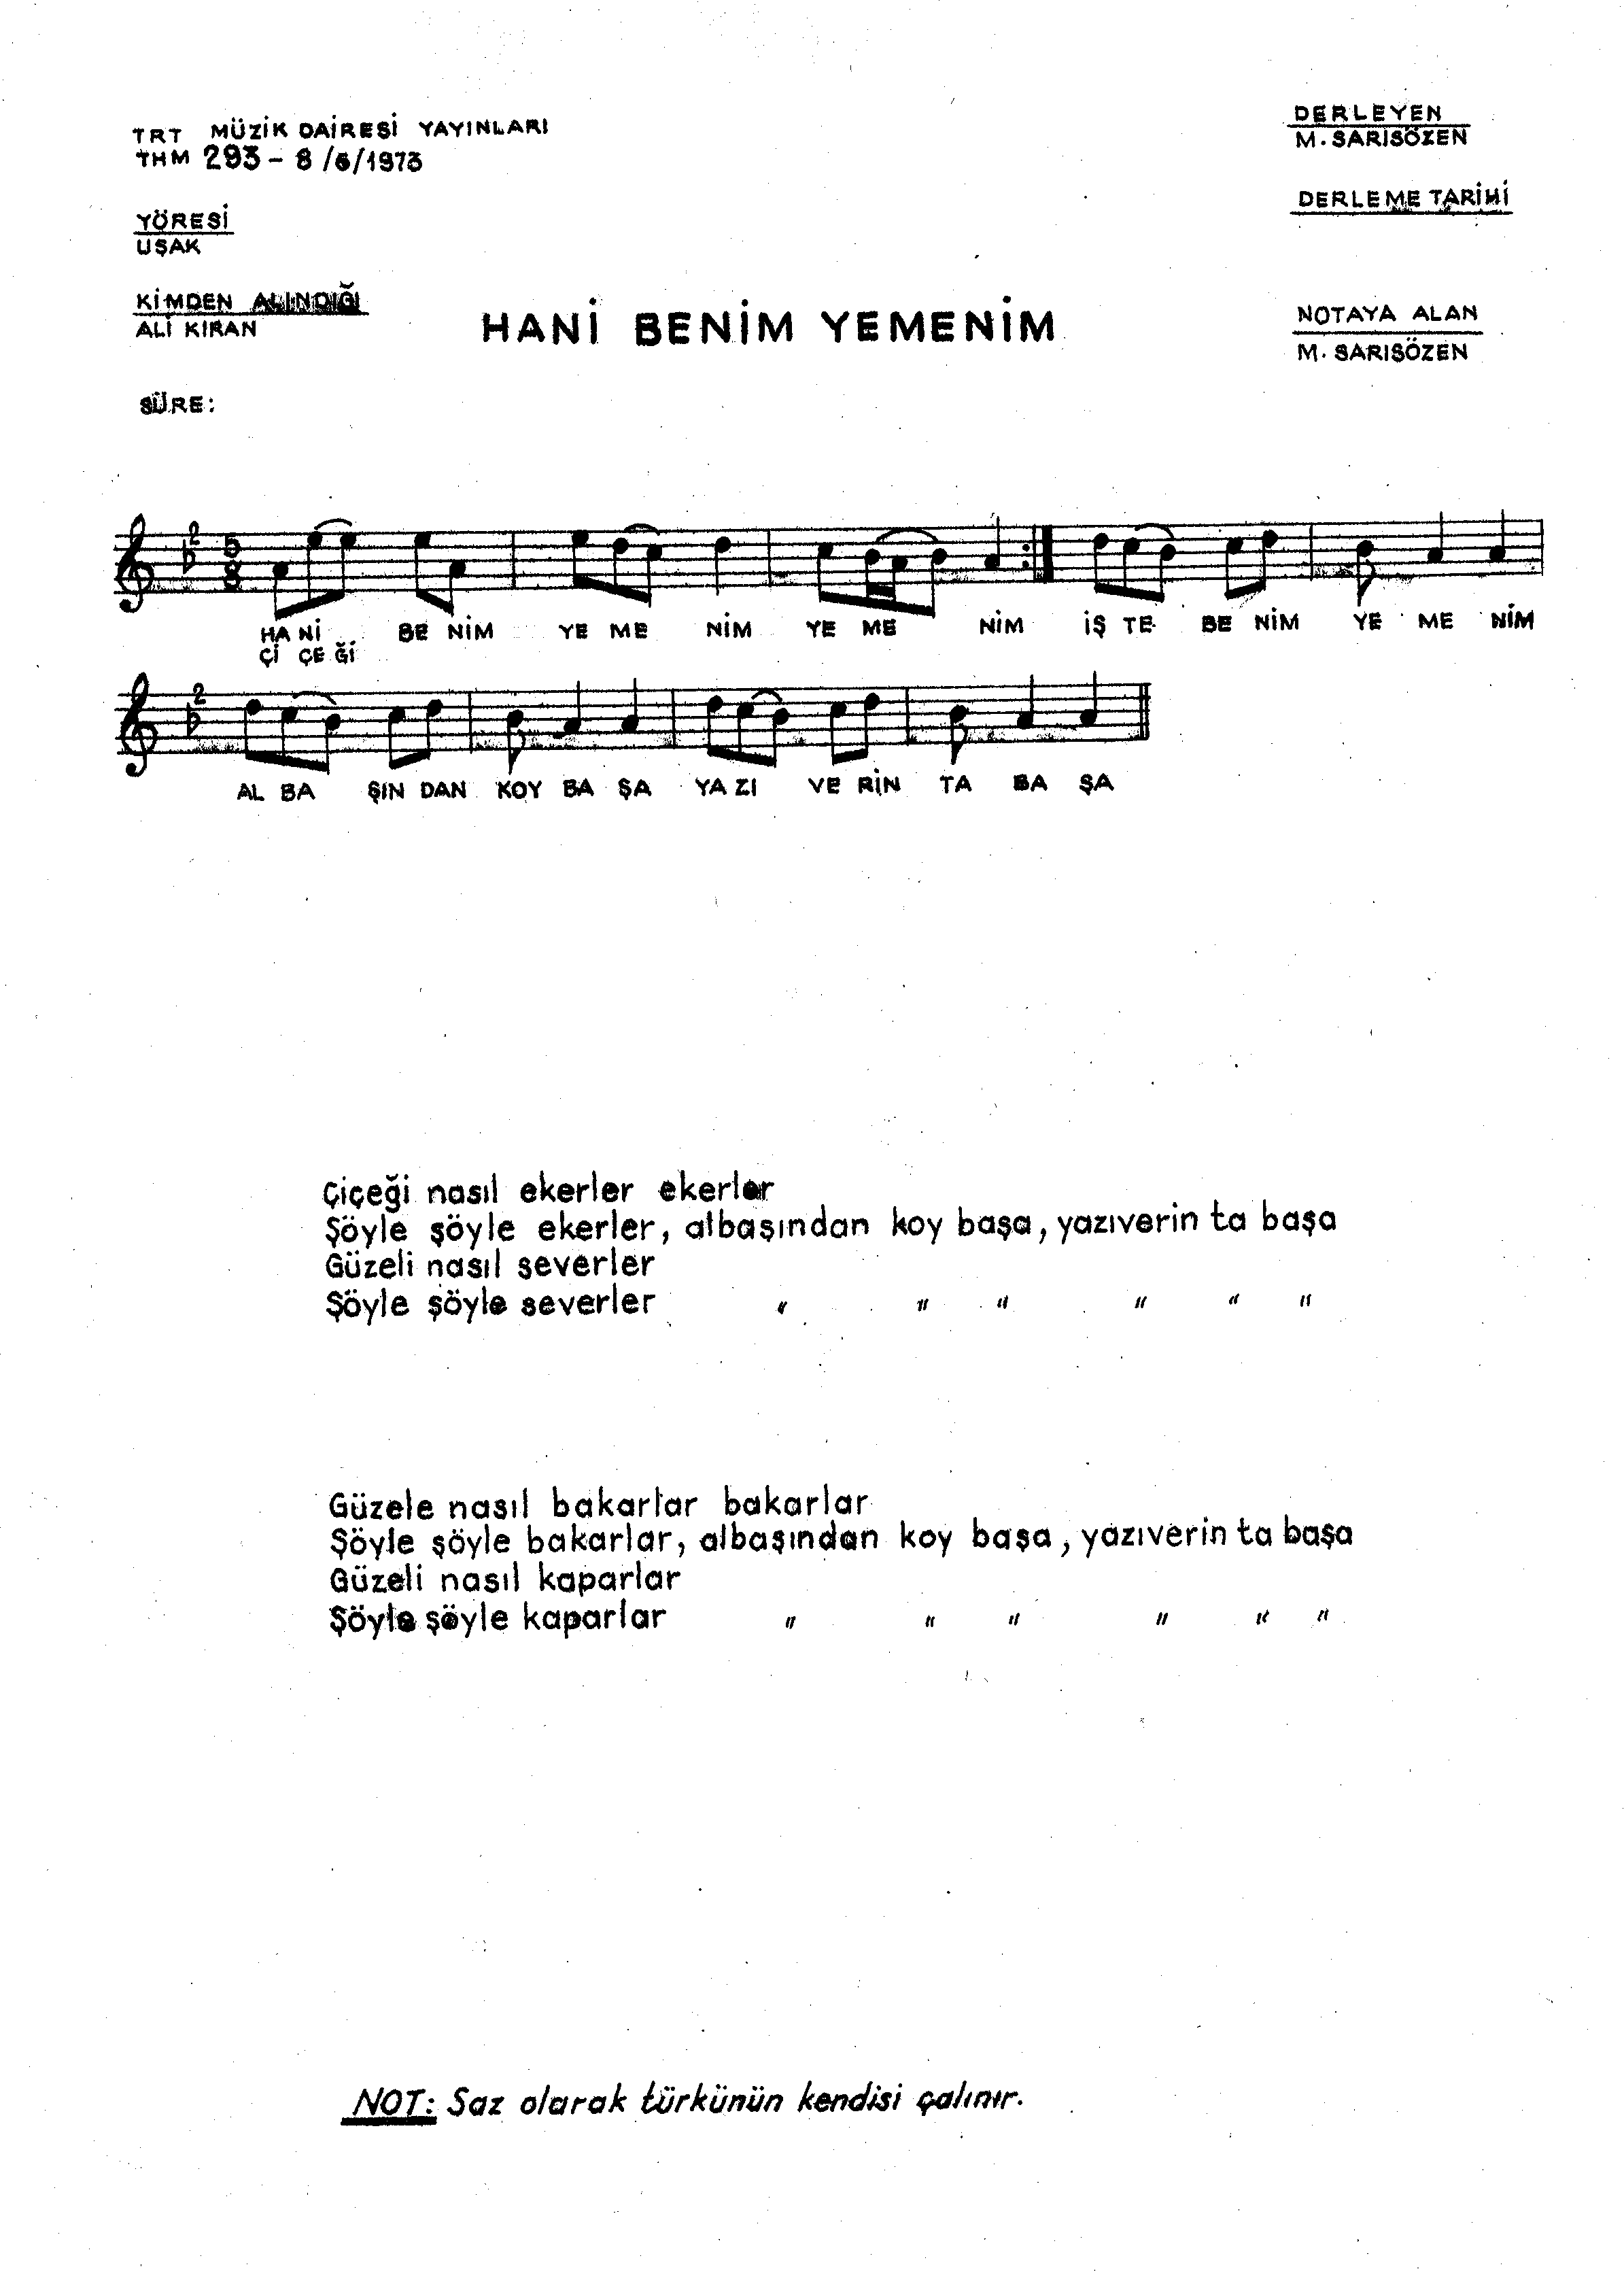 TRT MÜZİK DAİRESİ YAYINLARI
THM 293 - 8/6/1973
YÖRESİ
UŞAK
KİMDEN ALINDIĞI
ALİ KIRAN
SÜRE:
HANİ BENİM YEMENİM
DERLEYEN
M. SARISÖZEN
DERLEME TARİHİ
NOTAYA ALAN
M. SARISÖZEN
2
5
8
HA Nİ BE NİM YE ME NİM YE ME NİM İŞ TE BE NİM YE ME NİM
Çİ ÇE Ğİ
2
AL BA ŞIN DAN KOY BA ŞA YA ZI VE RİN TA BA ŞA
Çiçeği nasıl ekerler ekerler
Şöyle şöyle ekerler, albaşından koy başa, yazıverin ta başa
Güzeli nasıl severler
Şöyle şöyle severler " " " " " "
Güzele nasıl bakarlar bakarlar
Şöyle şöyle bakarlar, albaşından koy başa, yazıverin ta başa
Güzeli nasıl kaparlar
Şöyle şöyle kaparlar " " " " " "
NOT: Saz olarak türkünün kendisi çalınır.